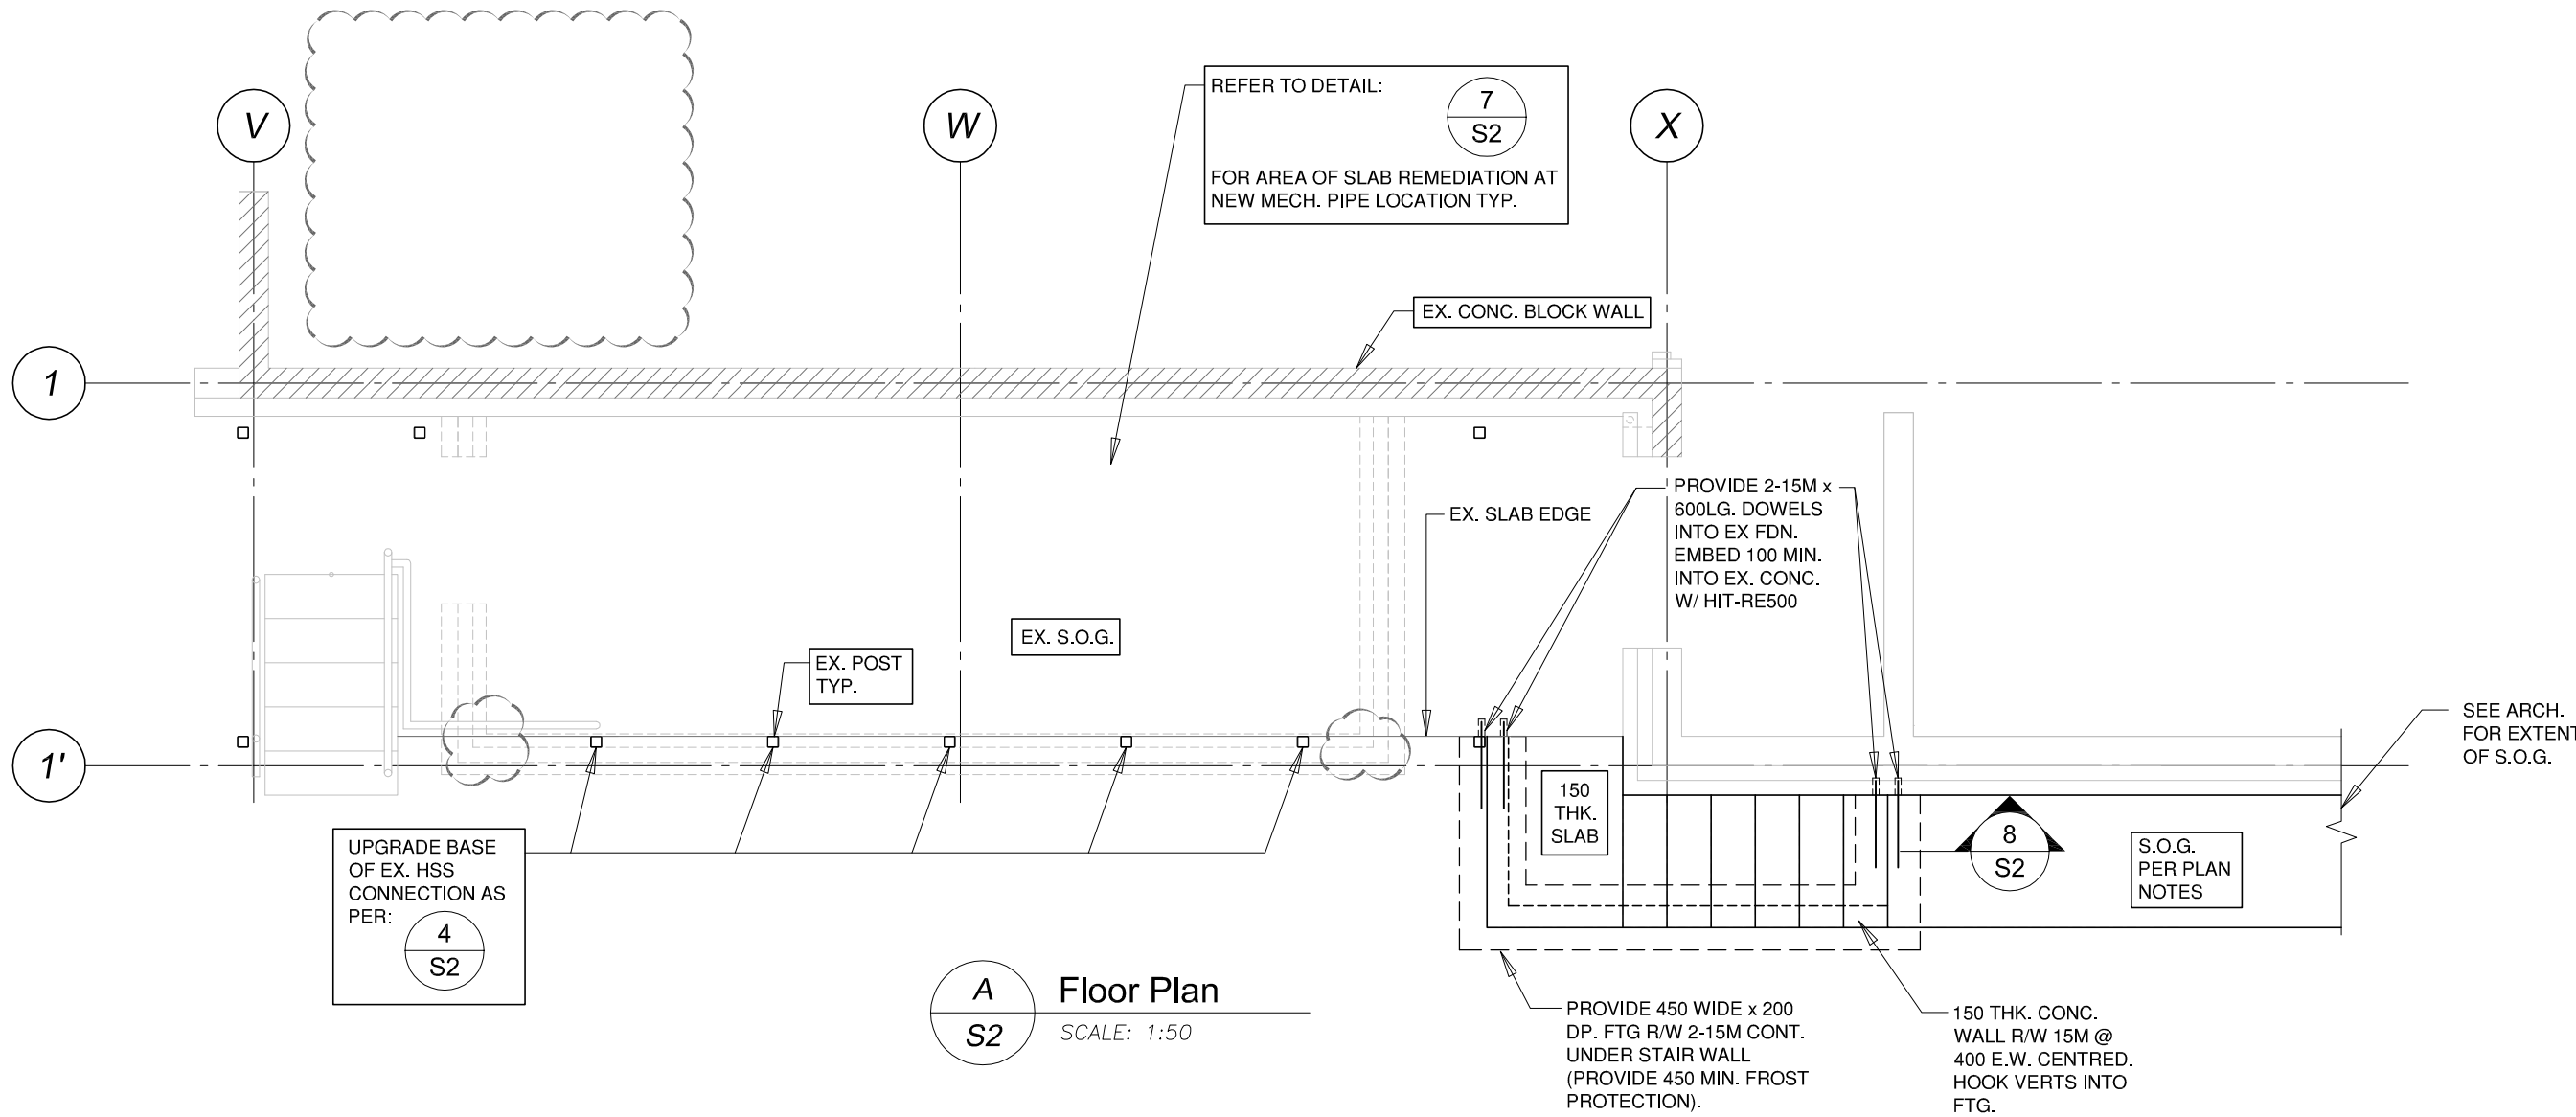 V
W
X
1
1'
REFER TO DETAIL:
7
S2
FOR AREA OF SLAB REMEDIATION AT
NEW MECH. PIPE LOCATION TYP.
EX. CONC. BLOCK WALL
EX. SLAB EDGE
PROVIDE 2-15M x
600LG. DOWELS
INTO EX FDN.
EMBED 100 MIN.
INTO EX. CONC.
W/ HIT-RE500
EX. S.O.G.
EX. POST
TYP.
SEE ARCH.
FOR EXTENT
OF S.O.G.
150
THK.
SLAB
8
S2
S.O.G.
PER PLAN
NOTES
UPGRADE BASE
OF EX. HSS
CONNECTION AS
PER:
4
S2
A
S2
Floor Plan
SCALE: 1:50
PROVIDE 450 WIDE x 200
DP. FTG R/W 2-15M CONT.
UNDER STAIR WALL
(PROVIDE 450 MIN. FROST
PROTECTION).
150 THK. CONC.
WALL R/W 15M @
400 E.W. CENTRED.
HOOK VERTS INTO
FTG.